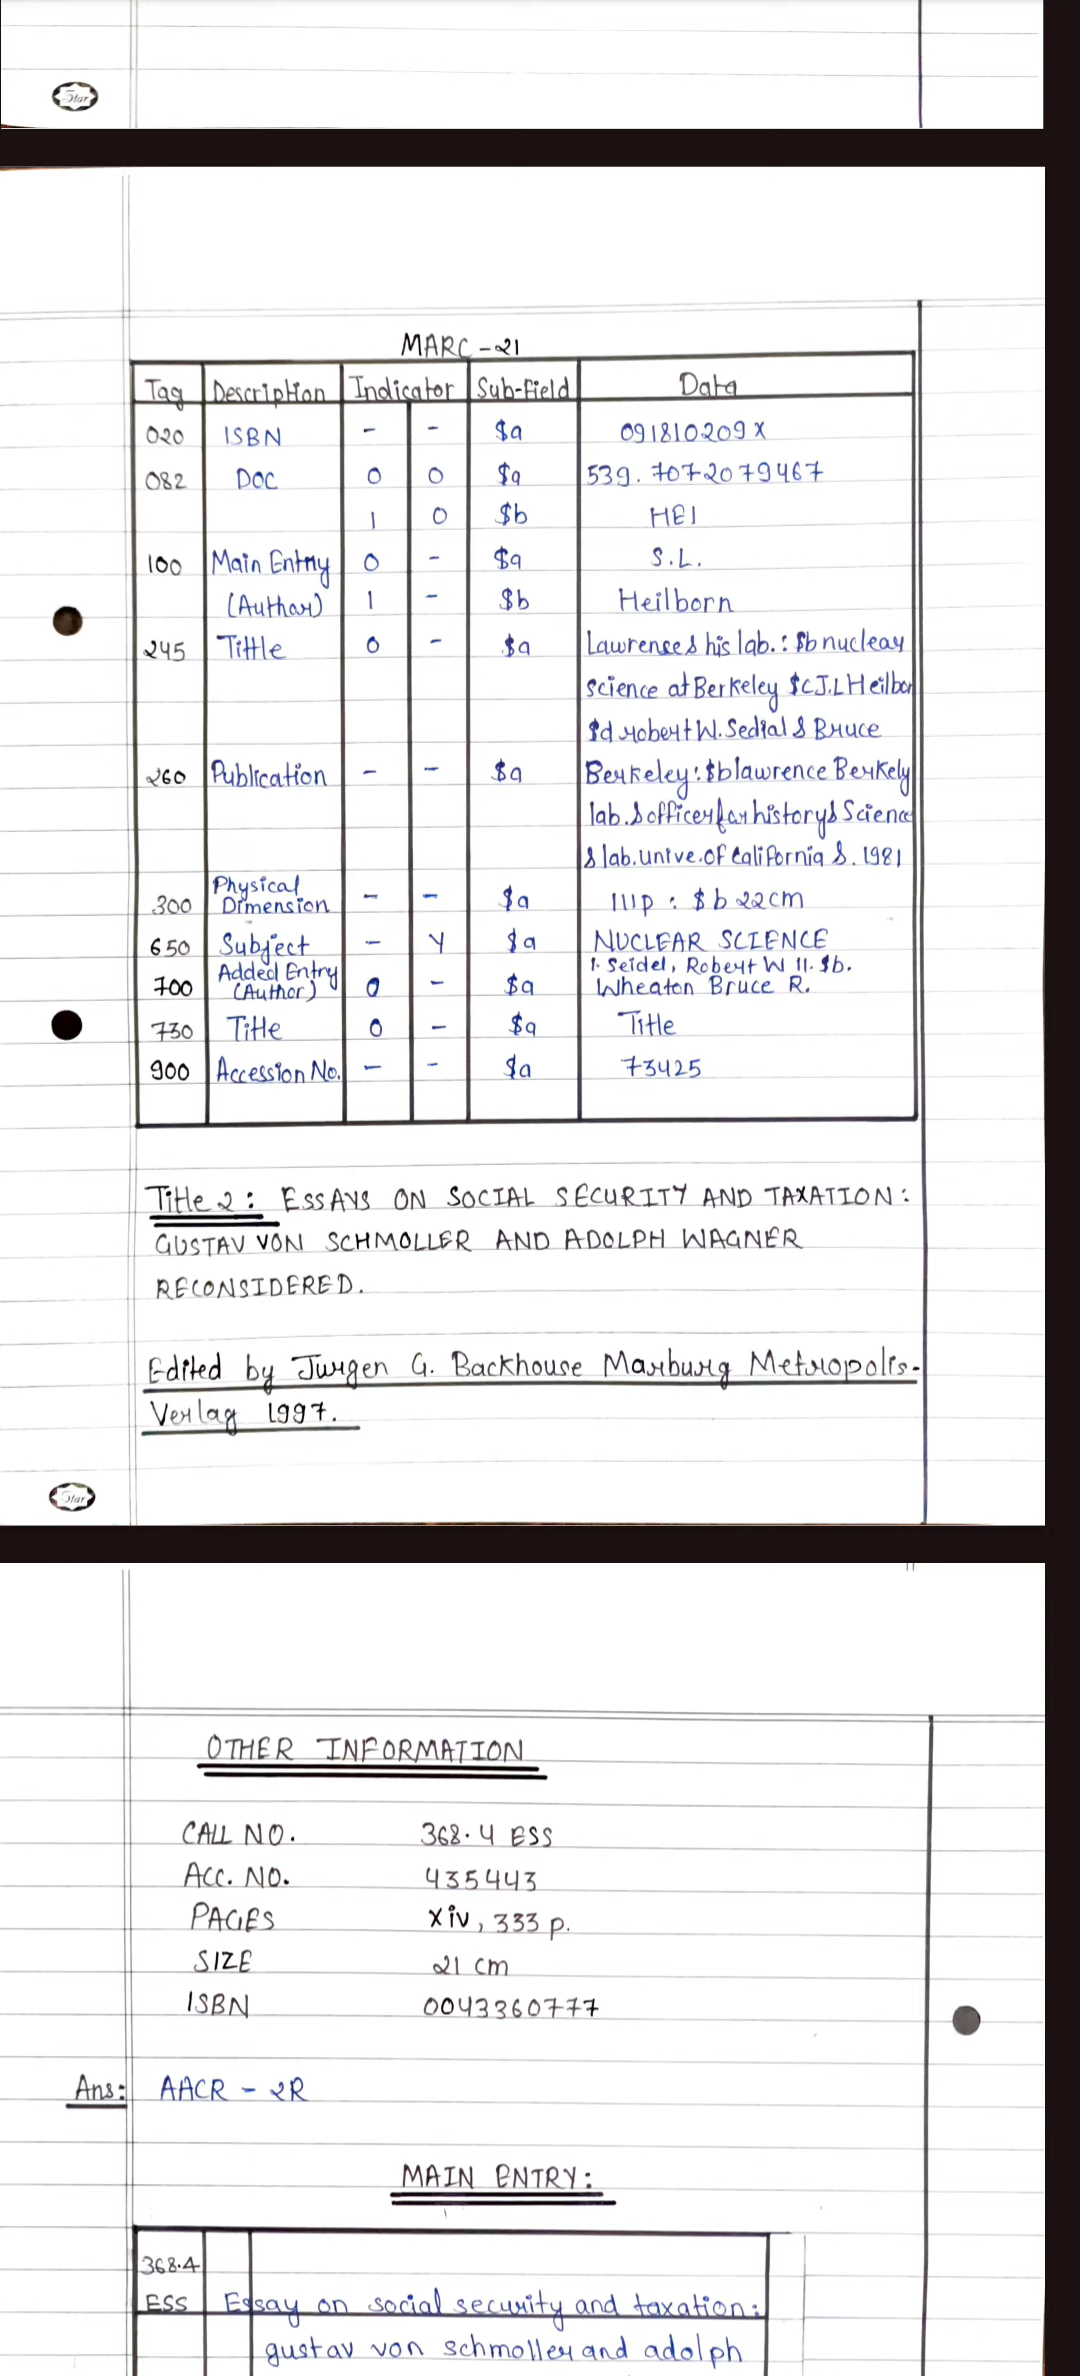 Star
MARC-21
Tag Description Indicator Sub-field Data
020 ISBN - - $a 091810209X
082 DOC 0 0 $a 539.7072079467
1 0 $b HEI
100 Main Entry 0 - $a S.L.
(Author) 1 - $b Heilborn
245 Tittle 0 - $a Lawrence & his lab.: $b nuclear
science at Berkeley $C J.L Heilbor
$d robert W. Sedial & Bruce
260 Publication - - $a Berkeley: $b lawrence Berkely
lab. & officer for history & Science
& lab. unive. of California &. 1981
300 Physical Dimension - - $a 111p : $b 22cm
650 Subject - Y $a NUCLEAR SCIENCE
700 Added Entry (Author) 0 - $a 1. Seidel, Robert W 11. $b.
Wheaton Bruce R.
730 Title 0 - $a Title
900 Accession No. - - $a 73425
Title 2: ESSAYS ON SOCIAL SECURITY AND TAXATION:
GUSTAV VON SCHMOLLER AND ADOLPH WAGNER
RECONSIDERED.
Edited by Jurgen G. Backhouse Marburg Metropolis-
Verlag 1997.
Star
OTHER INFORMATION
CALL NO. 368.4 ESS
ACC. NO. 435443
PAGES xiv, 333 p.
SIZE 21 cm
ISBN 0043360777
Ans: AACR - 2R
MAIN ENTRY:
368.4
ESS Essay on social security and taxation:
gustav von schmoller and adolph